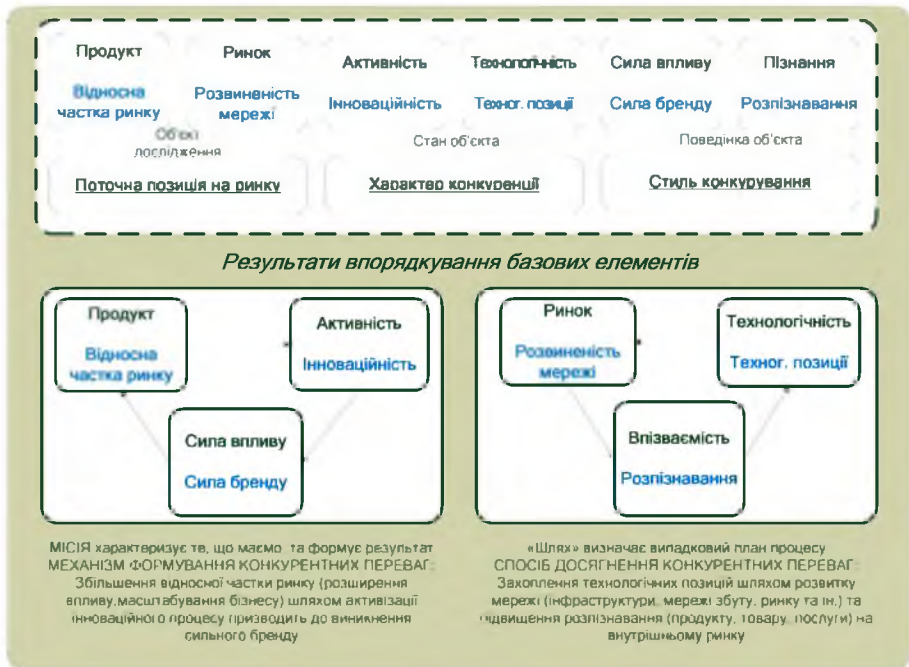 Продукт
Ринок
Активність
Технологічність
Сила впливу
Пізнання
Відносна
частка ринку
Розвиненість
мережі
Інноваційність
Техног. позиції
Сила бренду
Розпізнавання
Об'єкт
дослідження
Стан об'єкта
Поведінка об'єкта
Поточна позиція на ринку
Характер конкуренції
Стиль конкурування
Результати впорядкування базових елементів
Продукт
Відносна
частка ринку
Активність
Інноваційність
Сила впливу
Сила бренду
Ринок
Розвиненість
мережі
Технологічність
Техног. позиції
Впізваємість
Розпізнавання
МІСІЯ характеризує те, що маємо та формує результат
МЕХАНІЗМ ФОРМУВАННЯ КОНКУРЕНТНИХ ПЕРЕВАГ:
Збільшення відносної частки ринку (розширення
впливу,масштабування бізнесу) шляхом активізації
інноваційного процесу призводить до виникнення
сильного бренду
«Шлях» визначає випадковий план процесу
СПОСІБ ДОСЯГНЕННЯ КОНКУРЕНТНИХ ПЕРЕВАГ:
Захоплення технологічних позицій шляхом розвитку
мережі (інфраструктури, мережі збуту, ринку та ін.) та
підвищення розпізнавання (продукту, товару, послуги) на
внутрішньому ринку